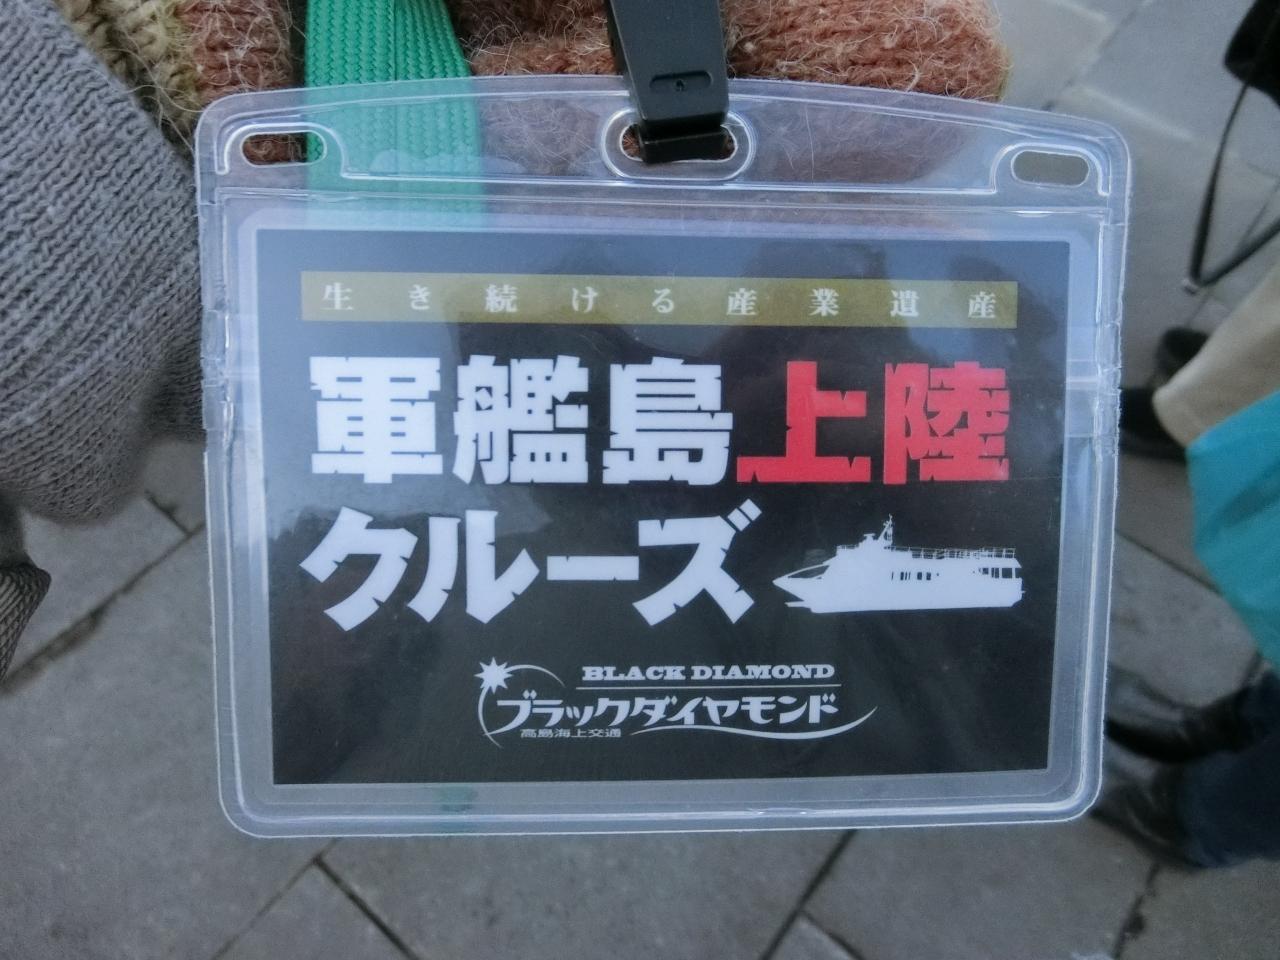 生き続ける産業遺産
軍艦島上陸
クルーズ
BLACK DIAMOND
ブラックダイヤモンド
高島海上交通